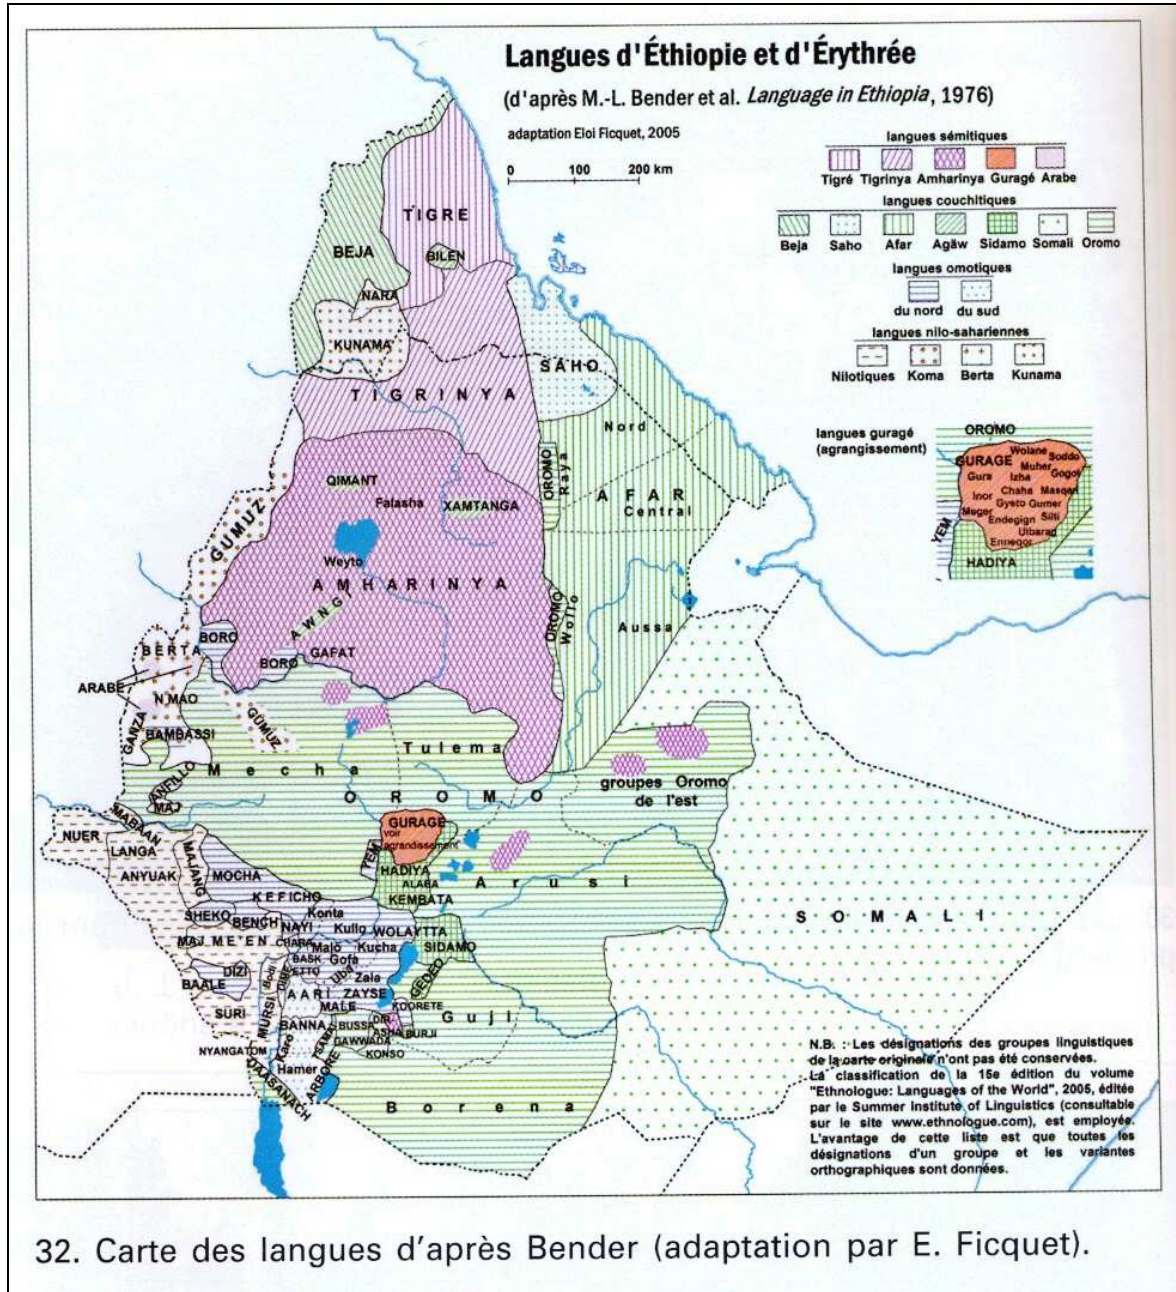 Langues d'Éthiopie et d'Érythrée
(d'après M.-L. Bender et al. Language in Ethiopia, 1976)
adaptation Eloi Ficquet, 2005
0 100 200 km
langues sémitiques
Tigré Tigrinya Amharinya Guragé Arabe
langues couchitiques
Beja Saho Afar Agäw Sidamo Somali Oromo
langues omotiques
du nord du sud
langues nilo-sahariennes
Nilotiques Koma Berta Kunama
langues guragé
(agrangissement)
OROMO
GURAGE
Wolane
Soddo
Muher
Gogot
Gura
Izha
Chaha
Masqan
Inor
Gyeto Gumer
Meger
Endegign
Silti
Ulbarag
Enneqor
YEM
HADIYA
TIGRE
BEJA
BILEN
NARA
KUNAMA
SAHO
TIGRINYA
Nord
OROMO
Raya
AFAR
Central
QIMANT
Falasha
XAMTANGA
GUMUZ
Weyto
AMHARINYA
AWNGI
OROMO
Wollo
Aussa
BORO
BERTA
BORO
GAFAT
ARABE
N'MAO
GANZA
BAMBASSI
GUMUZ
Tulema
Mecha
ANFILLO
MAJ
OROMO
groupes Oromo
de l'est
MABAAN
NUER
LANGA
ANYUAK
MAJANG
MOCHA
GURAGE
voir
agrandissement
YEM
HADIYA
ALABA
KEMBATA
Arusi
KEFICHO
SHEKO
BENCH
NAYI
Konta
Kullo
WOLAYTTA
SOMALI
MAJ
ME'EN
CHARA
Malo
Kucha
SIDAMO
DIZI
BASK
ETTO
Gofa
Uba
Zala
BAALE
Bodi
DIME
GEDEO
AARI
ZAYSE
MALE
KOORETE
SURI
MURSI
BANNA
BUSSA
DIR
ASHA
BURJI
Guji
NYANGATOM
Karo
TSAMA
GAWWADA
KONSO
Hamer
ARBORE
DAASANACH
Borena
N.B. : Les désignations des groupes linguistiques
de la carte originale n'ont pas été conservées.
La classification de la 15e édition du volume
"Ethnologue: Languages of the World", 2005, éditée
par le Summer Institute of Linguistics (consultable
sur le site www.ethnologue.com), est employée.
L'avantage de cette liste est que toutes les
désignations d'un groupe et les variantes
orthographiques sont données.
32. Carte des langues d'après Bender (adaptation par E. Ficquet).